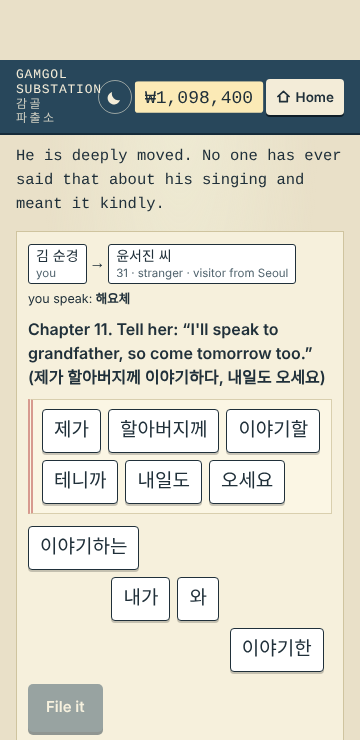 GAMGOL
SUBSTATION
감골
파출소
₩1,098,400
Home
He is deeply moved. No one has ever
said that about his singing and
meant it kindly.
김 순경
you
→
윤서진 씨
31 · stranger · visitor from Seoul
you speak: 해요체
Chapter 11. Tell her: “I'll speak to
grandfather, so come tomorrow too.”
(제가 할아버지께 이야기하다, 내일도 오세요)
제가 할아버지께 이야기할
테니까 내일도 오세요
이야기하는
내가 와
이야기한
File it